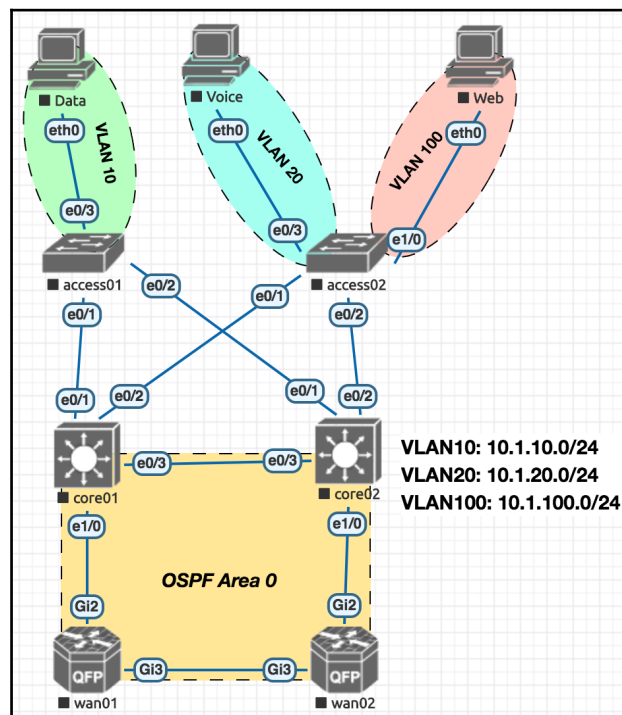 Data
Voice
Web
eth0
eth0
eth0
VLAN 10
VLAN 20
VLAN 100
e0/3
e0/3
e1/0
access01
access02
e0/1
e0/2
e0/1
e0/2
e0/1
e0/2
e0/1
e0/2
e0/3
e0/3
core01
core02
VLAN10: 10.1.10.0/24
VLAN20: 10.1.20.0/24
VLAN100: 10.1.100.0/24
e1/0
e1/0
OSPF Area 0
Gi2
Gi2
QFP
Gi3
Gi3
QFP
wan01
wan02